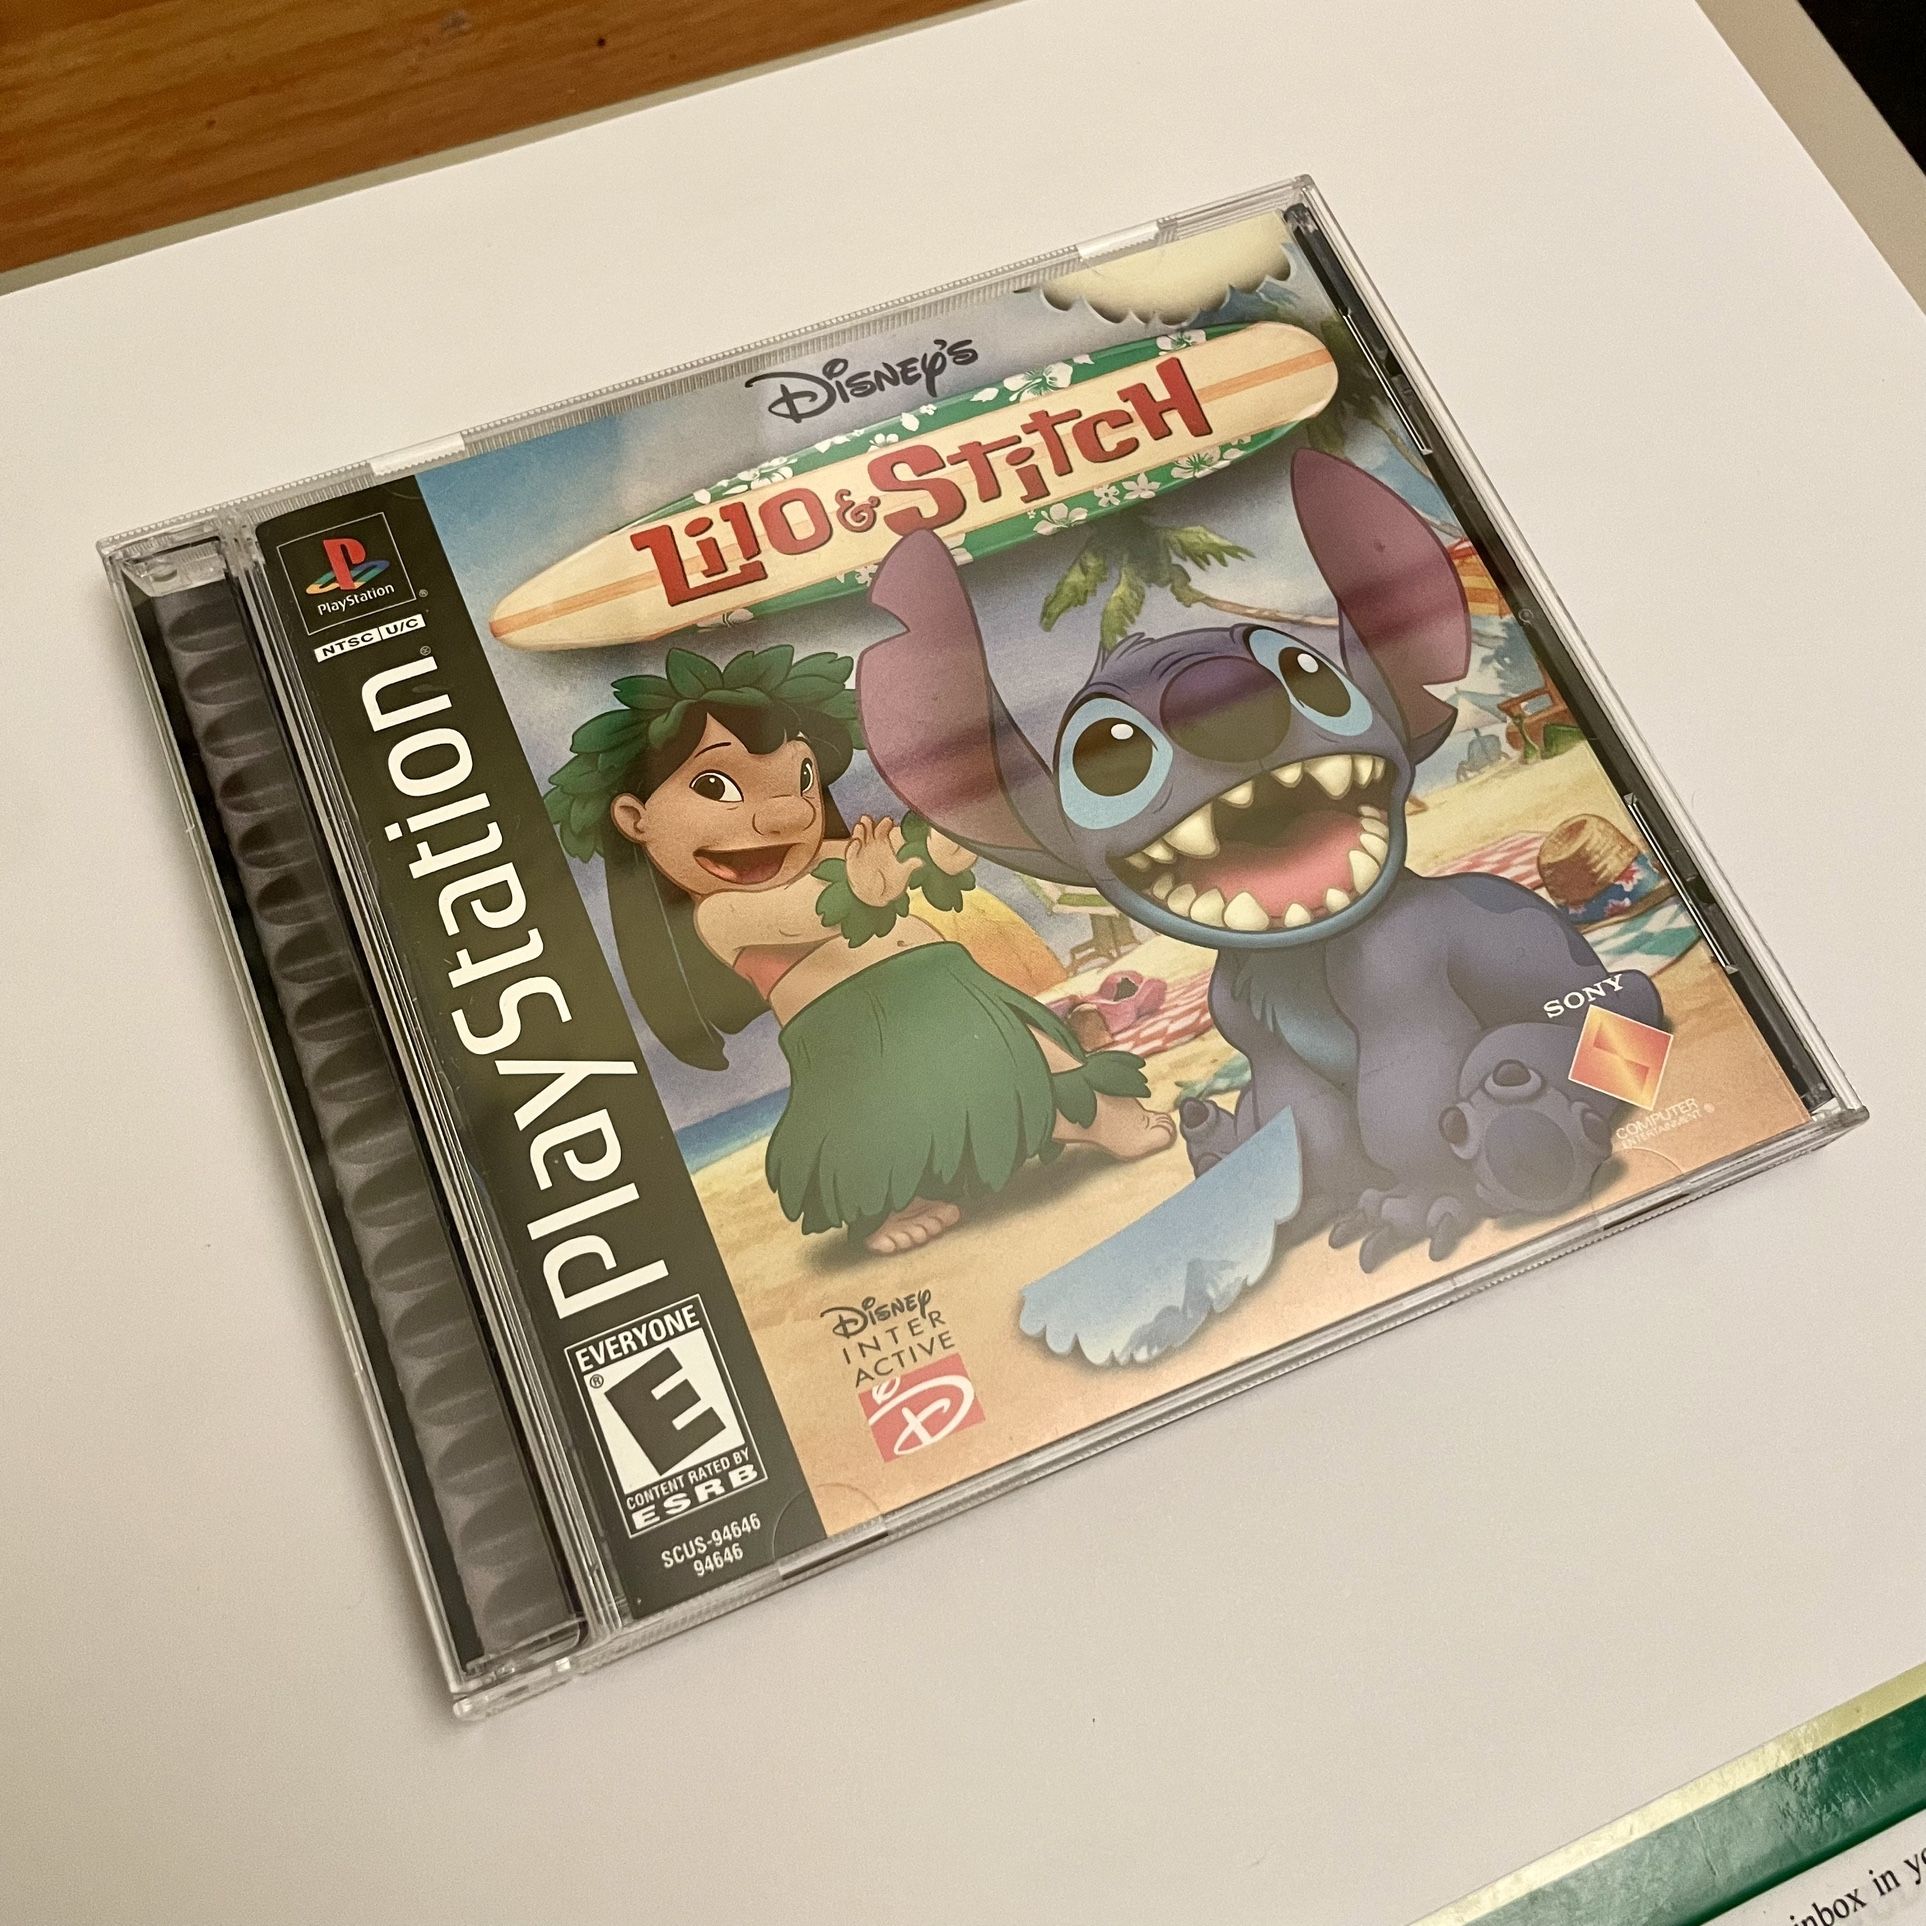 Disney's
Lilo & Stitch
PlayStation®
NTSC U/C
PlayStation®
SONY
COMPUTER
ENTERTAINMENT®
Disney
INTER
ACTIVE
EVERYONE
E
®
CONTENT RATED BY
ESRB
SCUS-94646
94646
inbox in